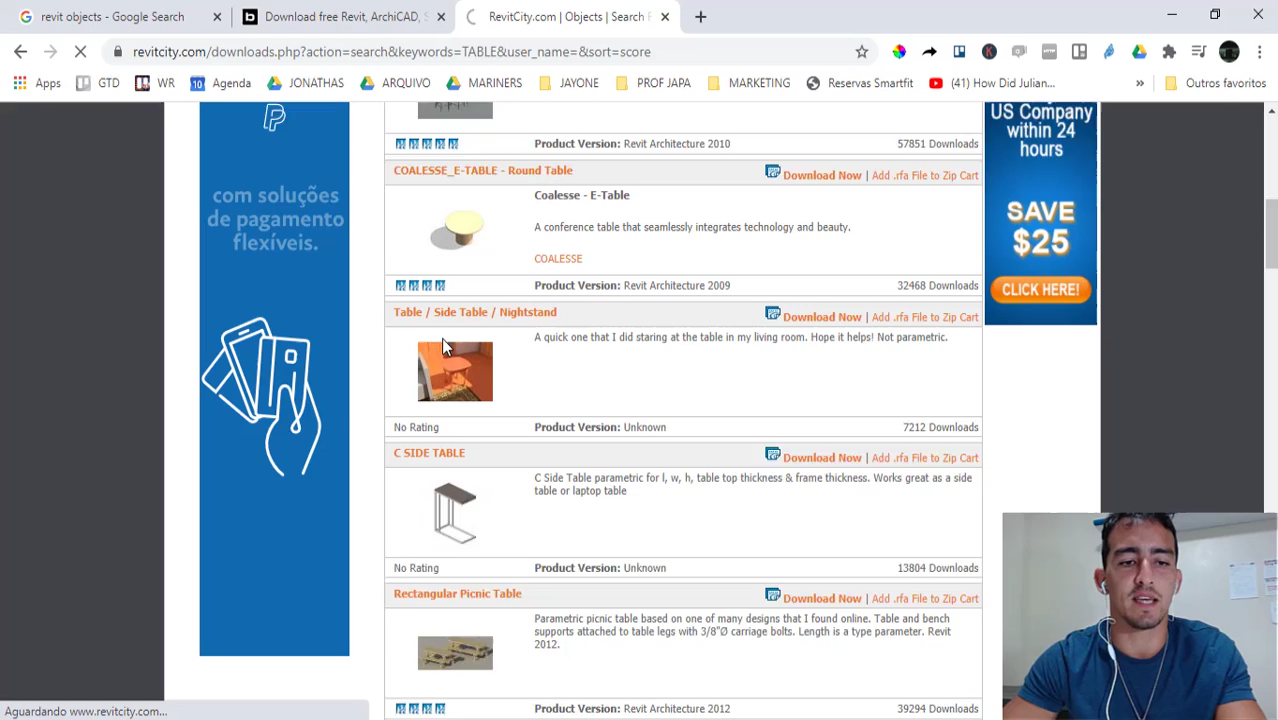 revit objects - Google Search
Download free Revit, ArchiCAD, S
RevitCity.com | Objects | Search R
revitcity.com/downloads.php?action=search&keywords=TABLE&user_name=&sort=score
Apps
GTD
WR
10
Agenda
JONATHAS
ARQUIVO
MARINERS
JAYONE
PROF JAPA
MARKETING
Reservas Smartfit
(41) How Did Julian...
»
Outros favoritos
com soluções
de pagamento
flexíveis.
Product Version: Revit Architecture 2010
57851 Downloads
COALESSE_E-TABLE - Round Table
Download Now | Add .rfa File to Zip Cart
Coalesse - E-Table
A conference table that seamlessly integrates technology and beauty.
COALESSE
Product Version: Revit Architecture 2009
32468 Downloads
Table / Side Table / Nightstand
Download Now | Add .rfa File to Zip Cart
A quick one that I did staring at the table in my living room. Hope it helps! Not parametric.
No Rating
Product Version: Unknown
7212 Downloads
C SIDE TABLE
Download Now | Add .rfa File to Zip Cart
C Side Table parametric for l, w, h, table top thickness & frame thickness. Works great as a side
table or laptop table
No Rating
Product Version: Unknown
13804 Downloads
Rectangular Picnic Table
Download Now | Add .rfa File to Zip Cart
Parametric picnic table based on one of many designs that I found online. Table and bench
supports attached to table legs with 3/8"Ø carriage bolts. Length is a type parameter. Revit
2012.
Product Version: Revit Architecture 2012
39294 Downloads
US Company
within 24
hours
SAVE
$25
CLICK HERE!
Aguardando www.revitcity.com...